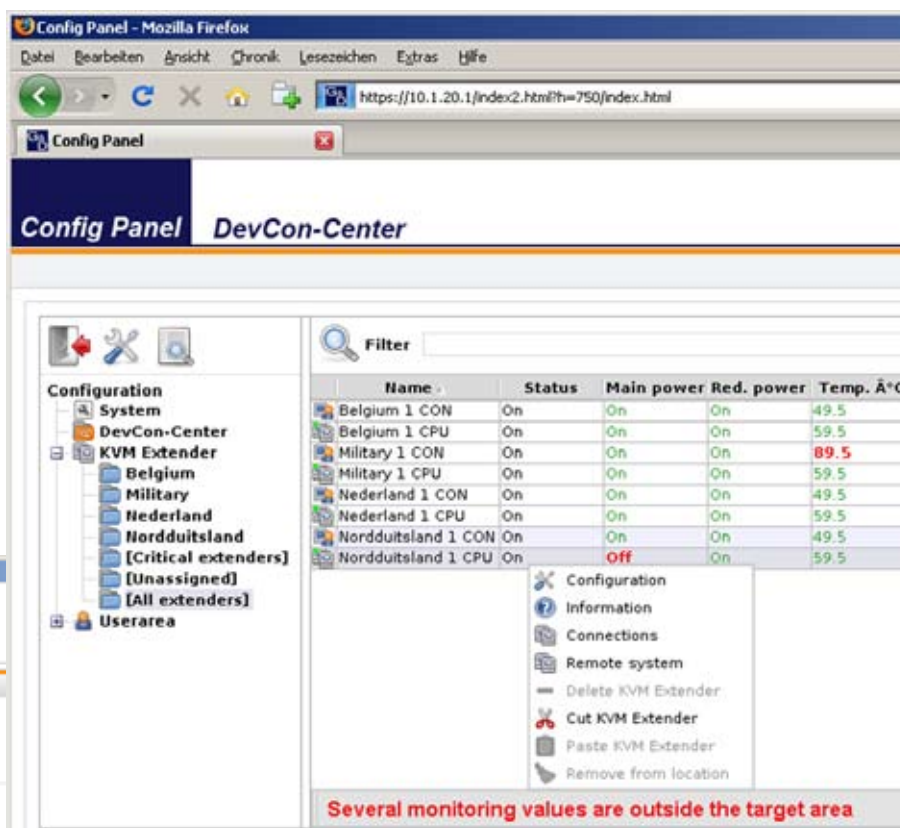 Config Panel - Mozilla Firefox
Datei Bearbeiten Ansicht Chronik Lesezeichen Extras Hilfe
https://10.1.20.1/index2.html?h=750/index.html
Config Panel
Config Panel DevCon-Center
Filter
Configuration
System
DevCon-Center
KVM Extender
Belgium
Military
Nederland
Nordduitsland
[Critical extenders]
[Unassigned]
[All extenders]
Userarea
Name Status Main power Red. power Temp. Â°C
Belgium 1 CON On On On 49.5
Belgium 1 CPU On On On 59.5
Military 1 CON On On On 89.5
Military 1 CPU On On On 59.5
Nederland 1 CON On On On 49.5
Nederland 1 CPU On On On 59.5
Nordduitsland 1 CON On On On 49.5
Nordduitsland 1 CPU On Off On 59.5
Configuration
Information
Connections
Remote system
Delete KVM Extender
Cut KVM Extender
Paste KVM Extender
Remove from location
Several monitoring values are outside the target area